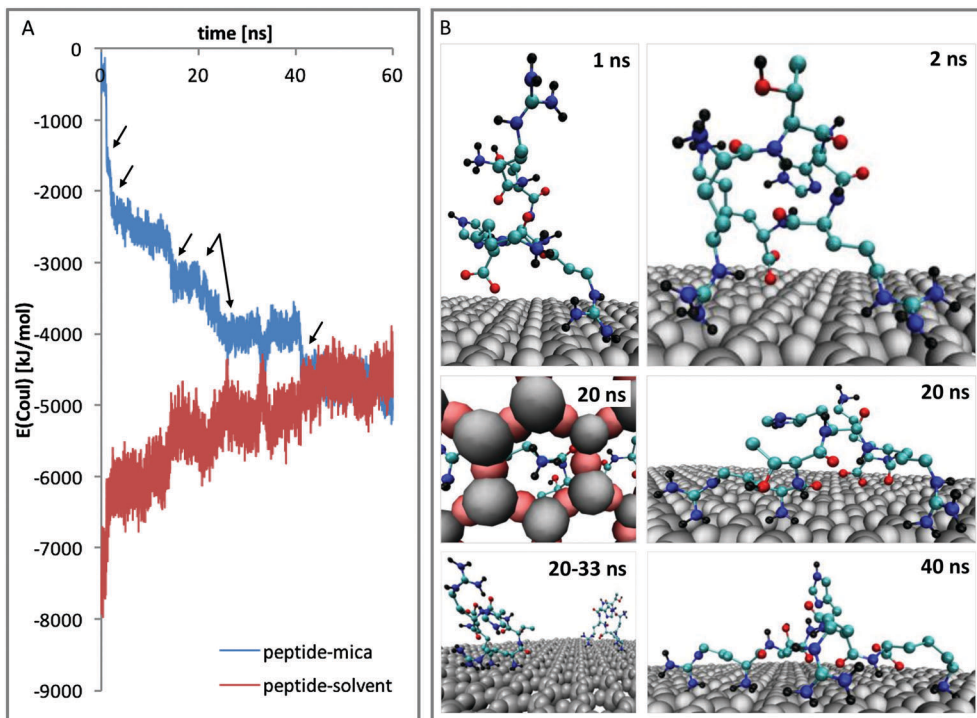 A
time [ns]
0
20
40
60
0
-1000
-2000
-3000
-4000
-5000
-6000
-7000
-8000
-9000
E(Coul) [kJ/mol]
peptide-mica
peptide-solvent
B
1 ns
2 ns
20 ns
20 ns
20-33 ns
40 ns